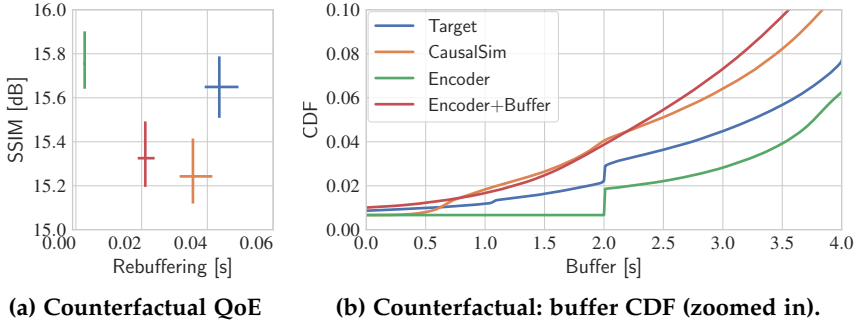 16.0
15.8
15.6
15.4
15.2
15.0
SSIM [dB]
0.00 0.02 0.04 0.06
Rebuffering [s]
(a) Counterfactual QoE
0.10
0.08
0.06
0.04
0.02
0.00
CDF
Target
CausalSim
Encoder
Encoder+Buffer
0.0 0.5 1.0 1.5 2.0 2.5 3.0 3.5 4.0
Buffer [s]
(b) Counterfactual: buffer CDF (zoomed in).